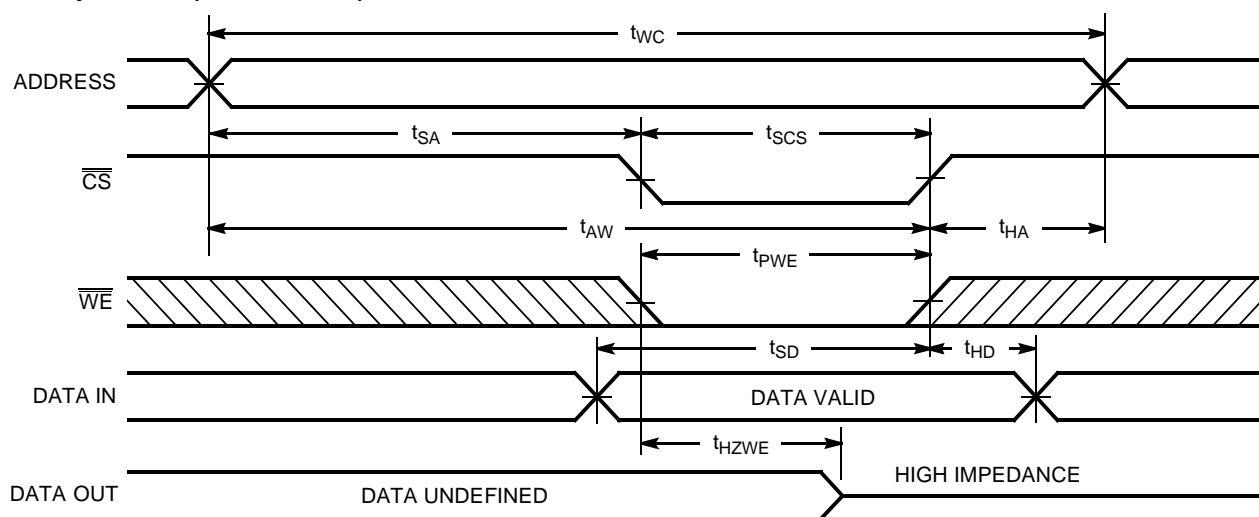 tWC
ADDRESS
tSA
tSCS
CS
tAW
tHA
tPWE
WE
tSD
tHD
DATA IN
DATA VALID
tHZWE
HIGH IMPEDANCE
DATA OUT
DATA UNDEFINED